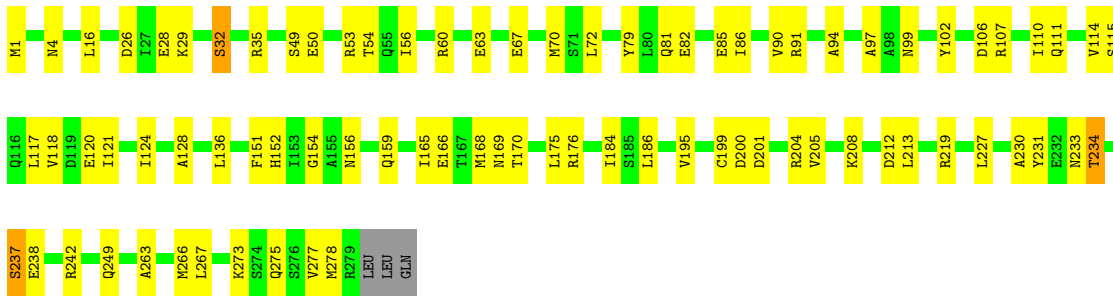 M1 N4 L16 D26 I27 E28 K29 S32 R35 S49 E50 R53 T54 Q55 I56 R60 E63 E67 M70 S71 L72 Y79 L80 Q81 E82 E85 I86 V90 R91 A94 A97 A98 N99 Y102 D106 R107 I110 Q111 V114 S115
Q116 L117 V118 D119 E120 I121 I124 A128 L136 F151 H152 I153 G154 A155 N156 Q159 I165 E166 T167 M168 N169 T170 L175 R176 I184 S185 L186 V195 C199 D200 D201 R204 V205 K208 D212 L213 R219 L227 A230 Y231 E232 N233 T234
S237 E238 R242 Q249 A263 M266 L267 K273 S274 Q275 S276 V277 M278 R279 LEU LEU GLN